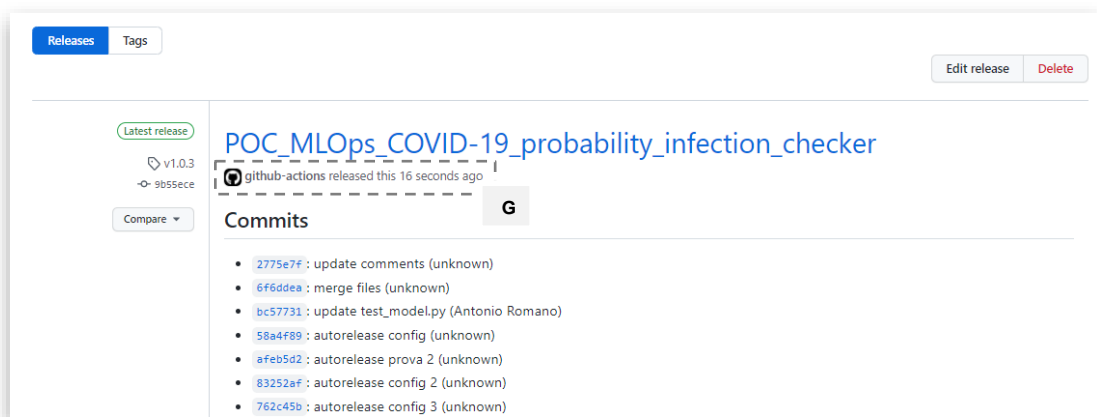 Releases Tags
Edit release Delete
Latest release
POC_MLOps_COVID-19_probability_infection_checker
v1.0.3
github-actions released this 16 seconds ago
9b55ece
G
Compare
Commits
2775e7f : update comments (unknown)
6f6ddea : merge files (unknown)
bc57731 : update test_model.py (Antonio Romano)
58a4f89 : autorelease config (unknown)
afeb5d2 : autorelease prova 2 (unknown)
83252af : autorelease config 2 (unknown)
762c45b : autorelease config 3 (unknown)